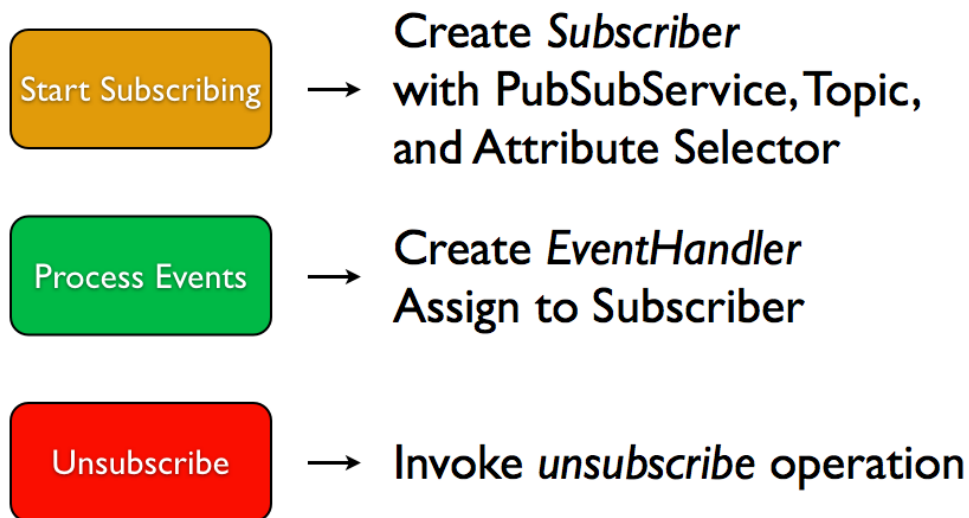 Start Subscribing
Create Subscriber
with PubSubService, Topic,
and Attribute Selector
Process Events
Create EventHandler
Assign to Subscriber
Unsubscribe
Invoke unsubscribe operation